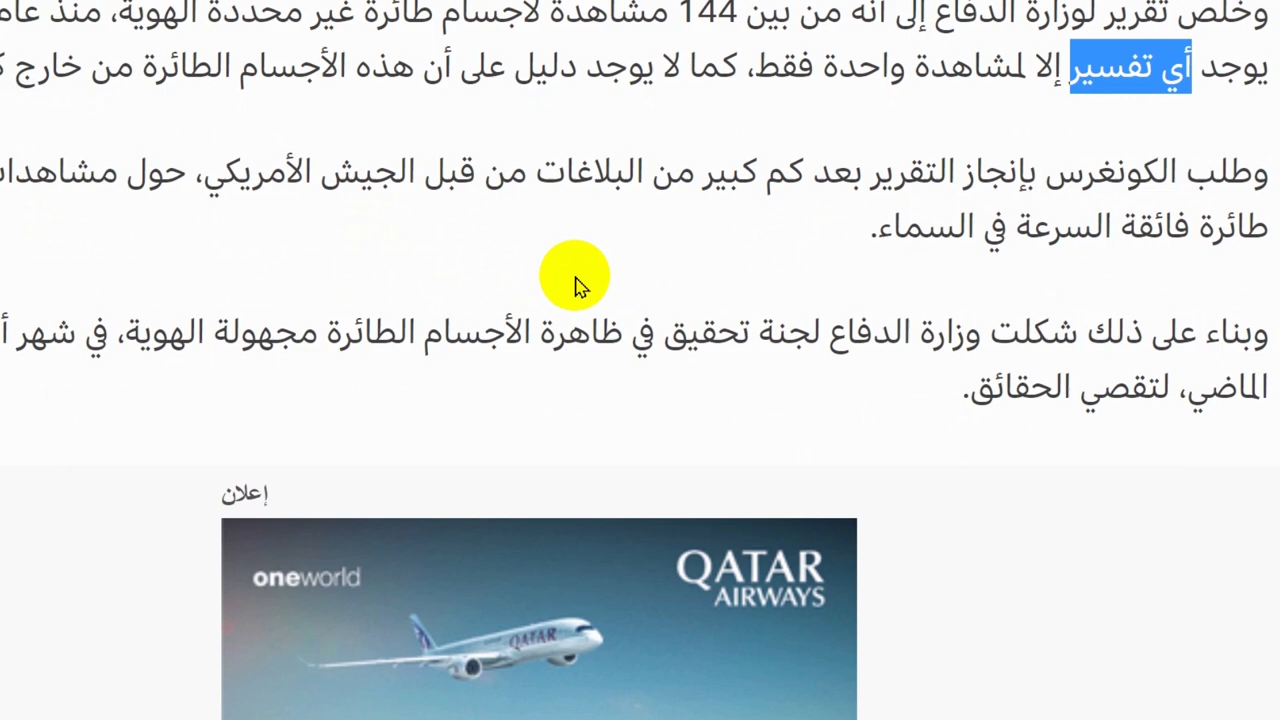 وخلص تقرير لوزارة الدفاع إلى أنه من بين 144 مشاهدة لأجسام طائرة غير محددة الهوية، منذ عام
يوجد أي تفسير إلا لمشاهدة واحدة فقط، كما لا يوجد دليل على أن هذه الأجسام الطائرة من خارج
وطلب الكونغرس بإنجاز التقرير بعد كم كبير من البلاغات من قبل الجيش الأمريكي، حول
طائرة فائقة السرعة في السماء.
وبناء على ذلك شكلت وزارة الدفاع لجنة تحقيق في ظاهرة الأجسام الطائرة مجهولة الهوية، في شهر
الماضي، لتقصي الحقائق.
إعلان
oneworld
QATAR
AIRWAYS
QATAR